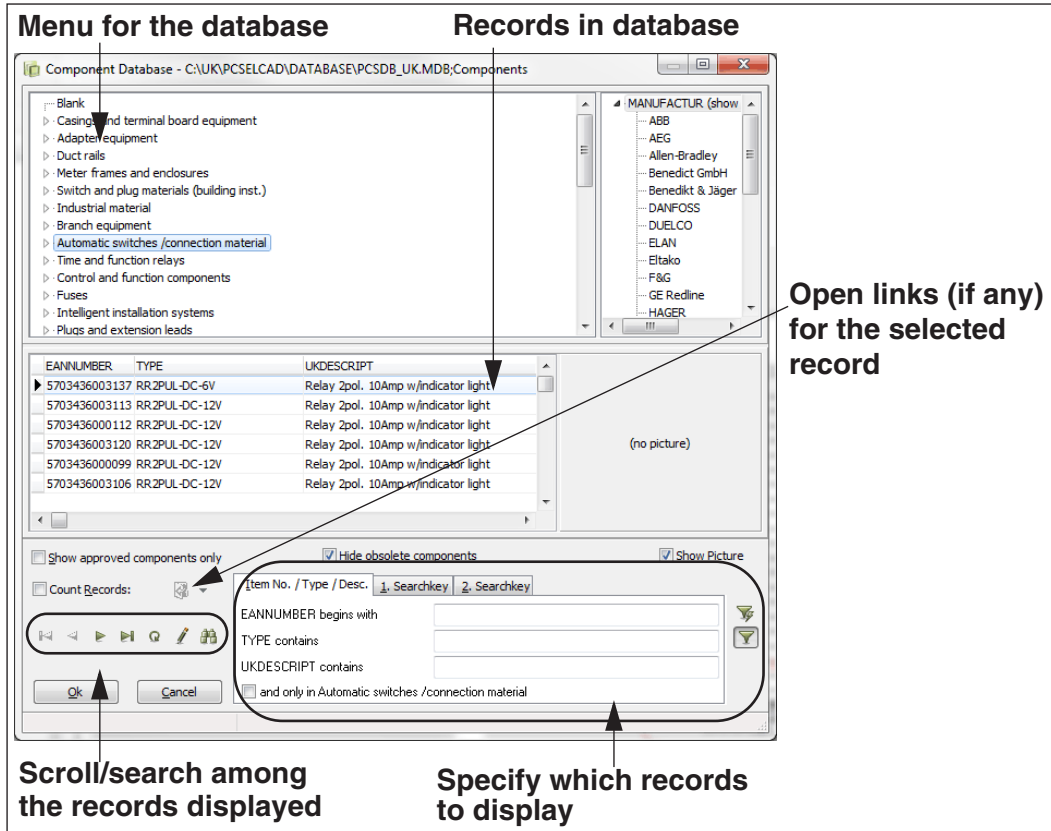 Menu for the database
Records in database
Component Database - C:\UK\PCSELCAD\DATABASE\PCSDB_UK.MDB;Components
Blank
Casings and terminal board equipment
Adapter equipment
Duct rails
Meter frames and enclosures
Switch and plug materials (building inst.)
Industrial material
Branch equipment
Automatic switches /connection material
Time and function relays
Control and function components
Fuses
Intelligent installation systems
Plugs and extension leads
MANUFACTUR (show
ABB
AEG
Allen-Bradley
Benedict GmbH
Benedikt & Jäger
DANFOSS
DUELCO
ELAN
Eltako
F&G
GE Redline
HAGER
Open links (if any)
for the selected
record
EANNUMBER TYPE UKDESCRIPT
5703436003137 RR2PUL-DC-6V Relay 2pol. 10Amp w/indicator light
5703436003113 RR2PUL-DC-12V Relay 2pol. 10Amp w/indicator light
5703436000112 RR2PUL-DC-12V Relay 2pol. 10Amp w/indicator light
5703436003120 RR2PUL-DC-12V Relay 2pol. 10Amp w/indicator light
5703436000099 RR2PUL-DC-12V Relay 2pol. 10Amp w/indicator light
5703436003106 RR2PUL-DC-12V Relay 2pol. 10Amp w/indicator light
(no picture)
Show approved components only
Hide obsolete components
Show Picture
Count Records:
Item No. / Type / Desc. 1. Searchkey 2. Searchkey
EANNUMBER begins with
TYPE contains
UKDESCRIPT contains
and only in Automatic switches /connection material
Ok Cancel
Scroll/search among
the records displayed
Specify which records
to display